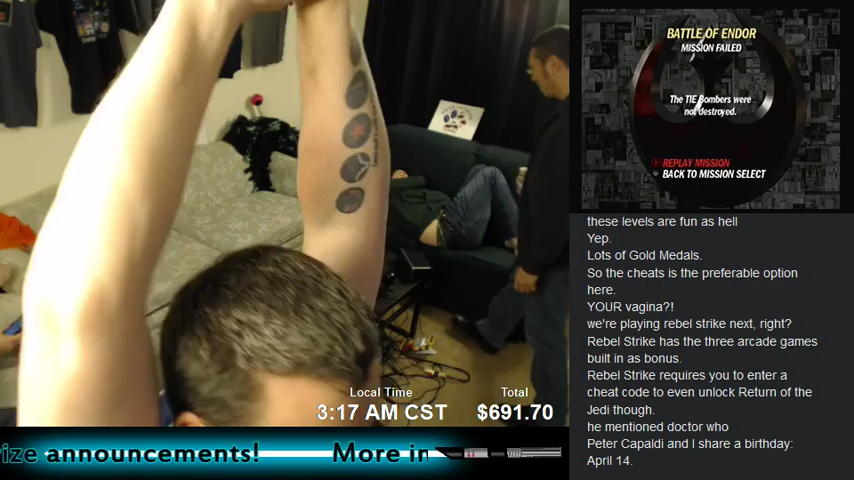 BATTLE OF ENDOR
MISSION FAILED
The TIE Bombers were
not destroyed.
REPLAY MISSION
BACK TO MISSION SELECT
these levels are fun as hell
Yep.
Lots of Gold Medals.
So the cheats is the preferable option
here.
YOUR vagina?!
we're playing rebel strike next, right?
Rebel Strike has the three arcade games
built in as bonus.
Rebel Strike requires you to enter a
cheat code to even unlock Return of the
Jedi though.
he mentioned doctor who
Peter Capaldi and I share a birthday:
April 14.
Local Time
3:17 AM CST
Total
$691.70
ize announcements!
More in